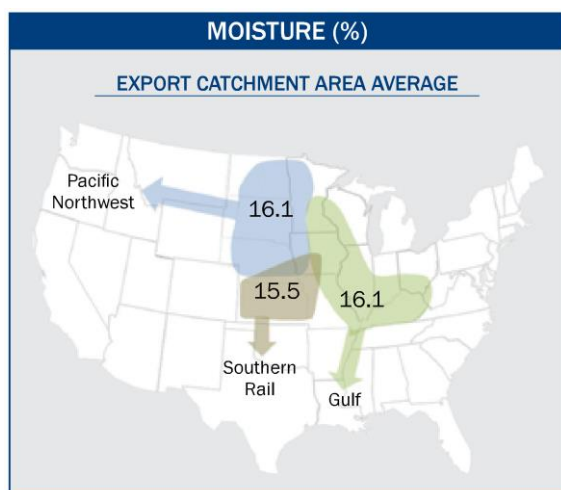 MOISTURE (%)
EXPORT CATCHMENT AREA AVERAGE
Pacific
Northwest
16.1
15.5
16.1
Southern
Rail
Gulf